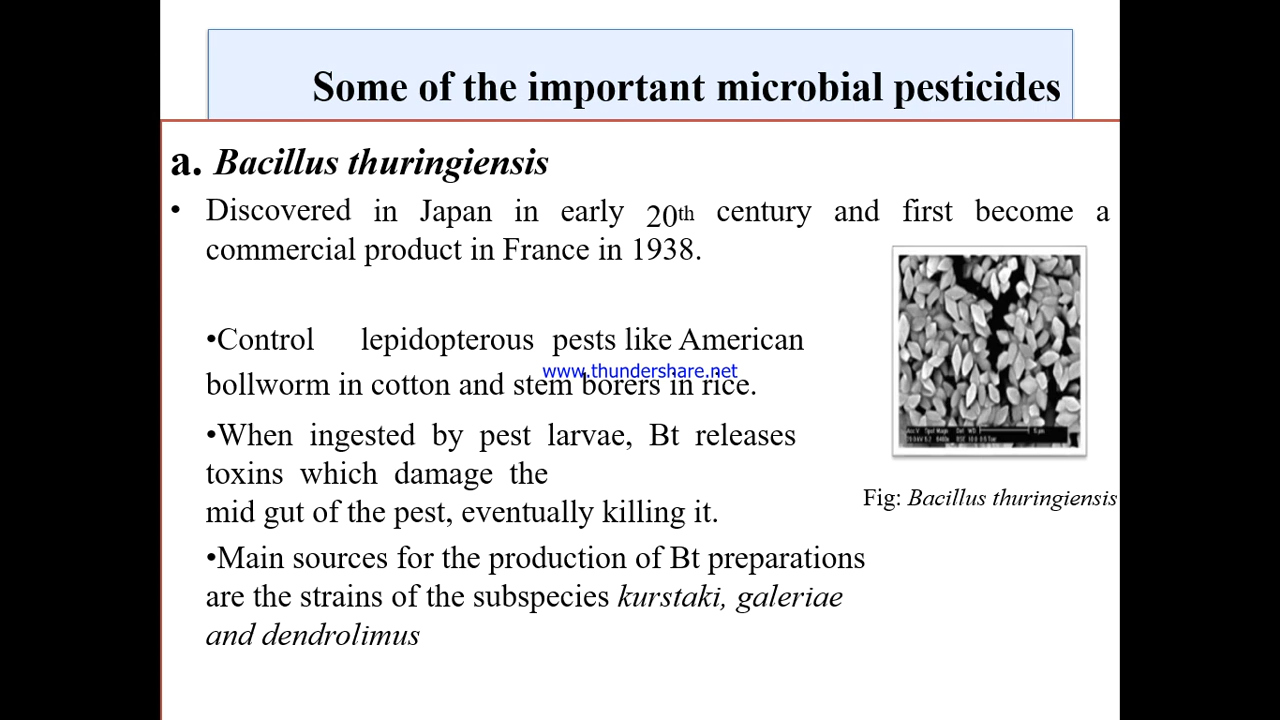 Some of the important microbial pesticides
a. Bacillus thuringiensis
• Discovered in Japan in early 20th century and first become a
commercial product in France in 1938.
•Control lepidopterous pests like American
www.thundershare.net
bollworm in cotton and stem borers in rice.
•When ingested by pest larvae, Bt releases
toxins which damage the
mid gut of the pest, eventually killing it.
Fig: Bacillus thuringiensis
•Main sources for the production of Bt preparations
are the strains of the subspecies kurstaki, galeriae
and dendrolimus